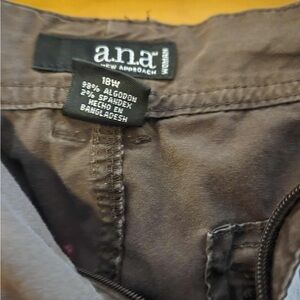 a.n.a
A NEW APPROACH
WOMAN
18W
98% ALGODON
2% SPANDEX
HECHO EN
BANGLADESH